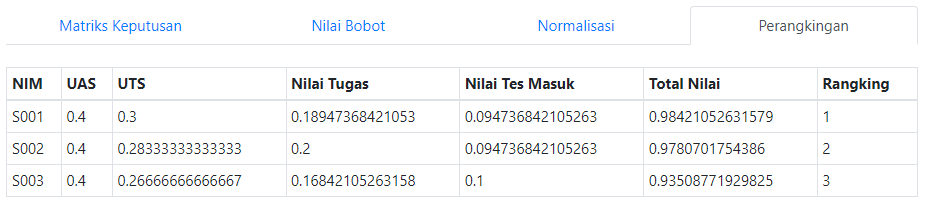 Matriks Keputusan Nilai Bobot Normalisasi Perangkingan
NIM UAS UTS Nilai Tugas Nilai Tes Masuk Total Nilai Rangking
S001 0.4 0.3 0.18947368421053 0.094736842105263 0.98421052631579 1
S002 0.4 0.28333333333333 0.2 0.094736842105263 0.9780701754386 2
S003 0.4 0.26666666666667 0.16842105263158 0.1 0.93508771929825 3